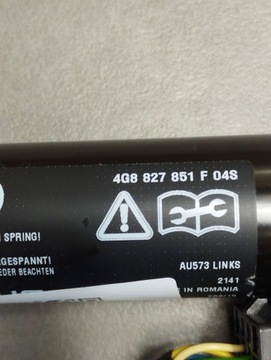 4G8 827 851 F 04S
SPRING!
GESPANNT!
EDER BEACHTEN
AU573 LINKS
2141
IN ROMANIA